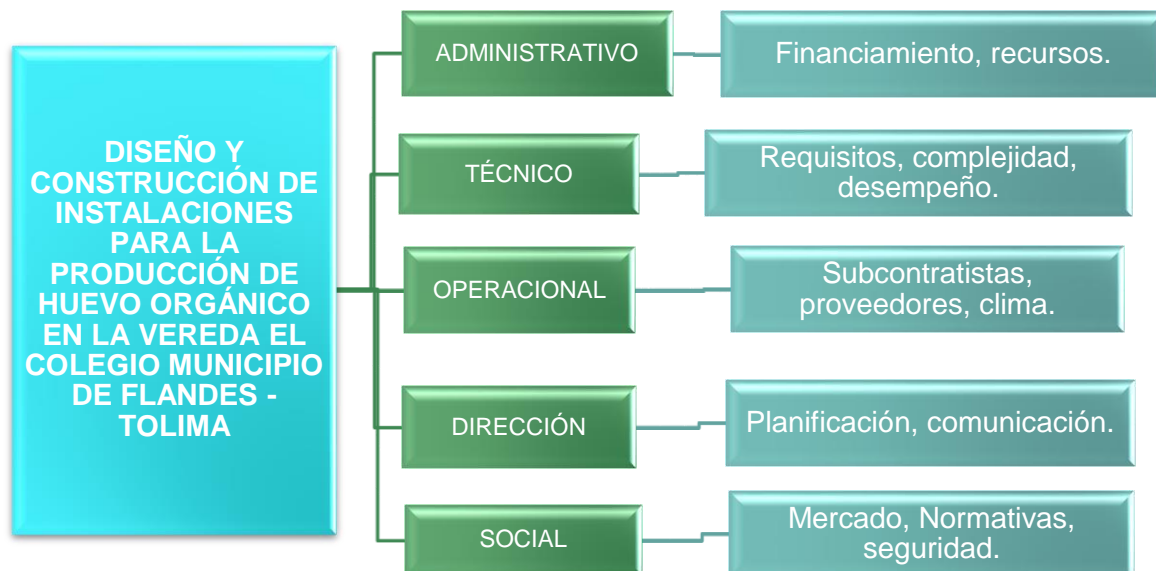 DISEÑO Y
CONSTRUCCIÓN DE
INSTALACIONES
PARA LA
PRODUCCIÓN DE
HUEVO ORGÁNICO
EN LA VEREDA EL
COLEGIO MUNICIPIO
DE FLANDES -
TOLIMA
ADMINISTRATIVO
Financiamiento, recursos.
TÉCNICO
Requisitos, complejidad,
desempeño.
OPERACIONAL
Subcontratistas,
proveedores, clima.
DIRECCIÓN
Planificación, comunicación.
SOCIAL
Mercado, Normativas,
seguridad.